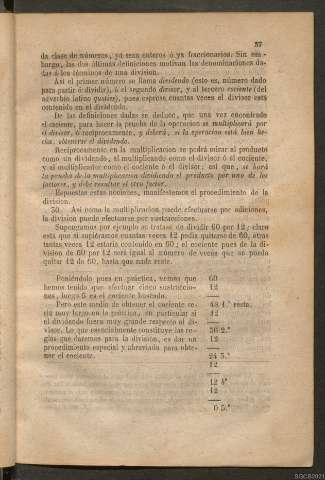 37
da clase de números, ya sean enteros ó ya fraccionarios. Sin em-
bargo, las dos últimas definiciones motivan las denominaciones da-
das á los términos de una division.
Así el primer número se llama dividendo (esto es, número dado
para partir ó dividir), ó el segundo divisor, y al tercero cociente (del
adverbio latino quoties), pues espresa cuantas veces el divisor está
contenido en el dividendo.
De las definiciones dadas se deduce, que una vez encontrado
el cociente, para hacer la prueba de la operacion se multiplicará por
el divisor, ó recíprocamente, y deberá, si la operacion está bien he-
cha, obtenerse el dividendo.
Recíprocamente en la multiplicacion se podrá mirar al producto
como un dividendo, al multiplicando como el divisor ó el cociente,
y al multiplicador como el cociente ó el divisor; así que, se hará
la prueba de la multiplicacion dividiendo el producto por uno de los
factores, y debe resultar el otro factor.
Espuestas estas nociones, manifestemos el procedimiento de la
division.
50. Así como la multiplicacion puede efectuarse por adiciones,
la division puede efectuarse por sustracciones.
Supongamos por ejemplo se tratase de dividir 60 por 12; claro
está que si supiéramos cuantas veces 12 podia quitarse de 60, otras
tantas veces 12 estaria contenido en 60; el cociente pues de la di-
vision de 60 por 12 será igual al número de veces que se pueda
quitar 12 de 60, hasta que nada reste.
Poniéndolo pues en práctica, vemos que
hemos tenido que efectuar cinco sustraccio-
nes, luego 5 es el cociente buscado.
Pero este medio de obtener el cociente se-
ria muy largo en la práctica, en particular si
el dividendo fuera muy grande respecto al di-
visor. Lo que esencialmente constituye las re-
glas que daremos para la division, es dar un
procedimiento especial y abreviado para obte-
ner el cociente.
60
12
48 1.ª resta.
12
36 2.ª
12
24 3.ª
12
12 4ª
12
0 5.ª
SGCB2021